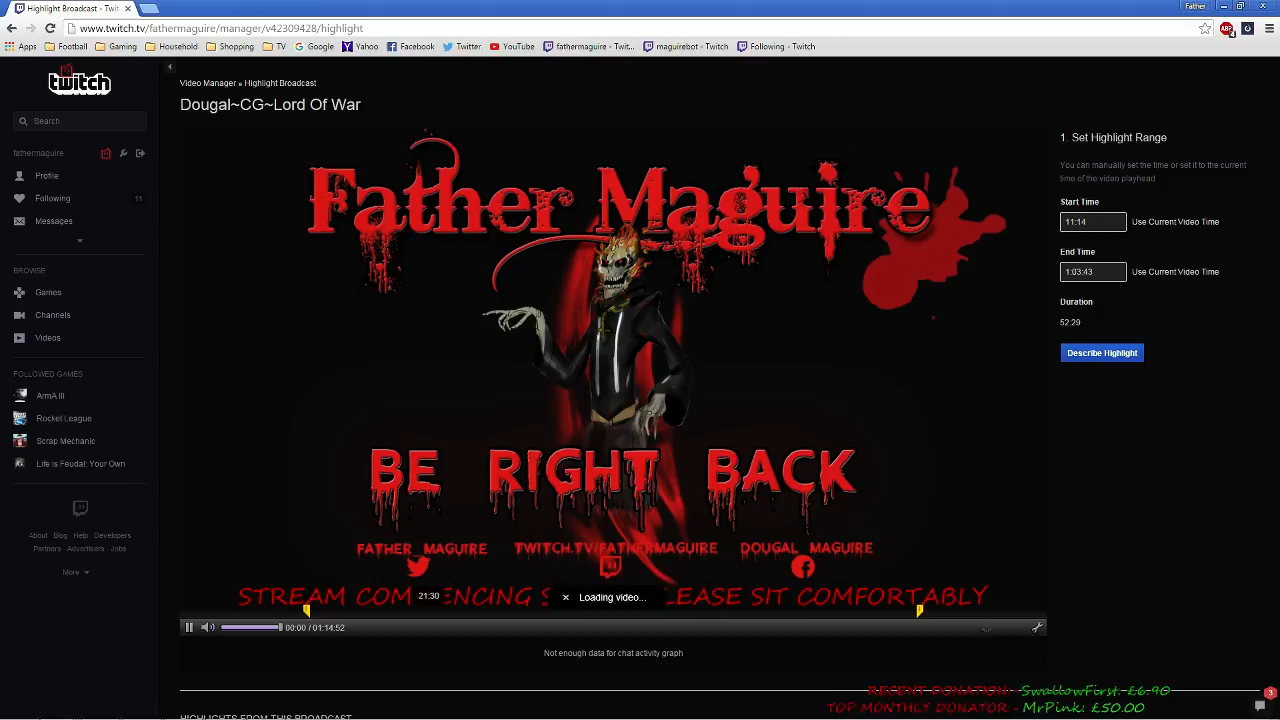 Highlight Broadcast - Twit
Father
www.twitch.tv/fathermaguire/manager/v42309428/highlight
Apps Football Gaming Household Shopping TV Google Yahoo Facebook Twitter YouTube fathermaguire - Twit... maguirebot - Twitch Following - Twitch
twitch
Search
fathermaguire
Profile
Following 11
Messages
BROWSE
Games
Channels
Videos
FOLLOWED GAMES
ArmA III
Rocket League
Scrap Mechanic
Life is Feudal: Your Own
About Blog Help Developers
Partners Advertisers Jobs
More
Video Manager » Highlight Broadcast
Dougal~CG~Lord Of War
Father Maguire
BE RIGHT BACK
FATHER_MAGUIRE TWITCH.TV/FATHERMAGUIRE DOUGAL MAGUIRE
STREAM COM ENCING S LEASE SIT COMFORTABLY
21:30
Loading video...
00:00 / 01:14:52
Not enough data for chat activity graph
1. Set Highlight Range
You can manually set the time or set it to the current
time of the video playhead
Start Time
11:14 Use Current Video Time
End Time
1:03:43 Use Current Video Time
Duration
52:29
Describe Highlight
RECENT DONATION:- SwallowFirst: £6.90
TOP MONTHLY DONATOR:- MrPink: £50.00
3
HIGHLIGHTS FROM THIS BROADCAST